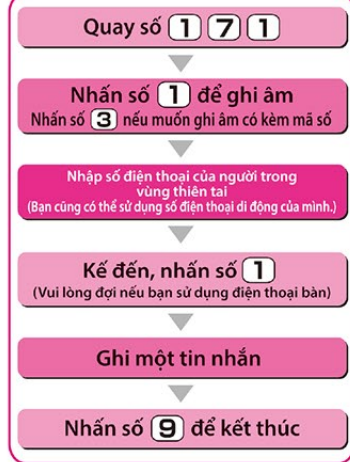 Quay số 1 7 1
Nhấn số 1 để ghi âm
Nhấn số 3 nếu muốn ghi âm có kèm mã số
Nhập số điện thoại của người trong
vùng thiên tai
(Bạn cũng có thể sử dụng số điện thoại di động của mình.)
Kế đến, nhấn số 1
(Vui lòng đợi nếu bạn sử dụng điện thoại bàn)
Ghi một tin nhắn
Nhấn số 9 để kết thúc